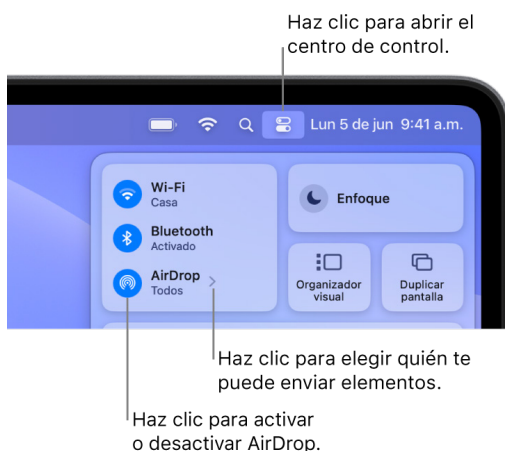 Haz clic para abrir el
centro de control.
Lun 5 de jun 9:41 a.m.
Wi-Fi
Casa
Enfoque
Bluetooth
Activado
AirDrop
Todos
Organizador
visual
Duplicar
pantalla
Haz clic para elegir quién te
puede enviar elementos.
Haz clic para activar
o desactivar AirDrop.